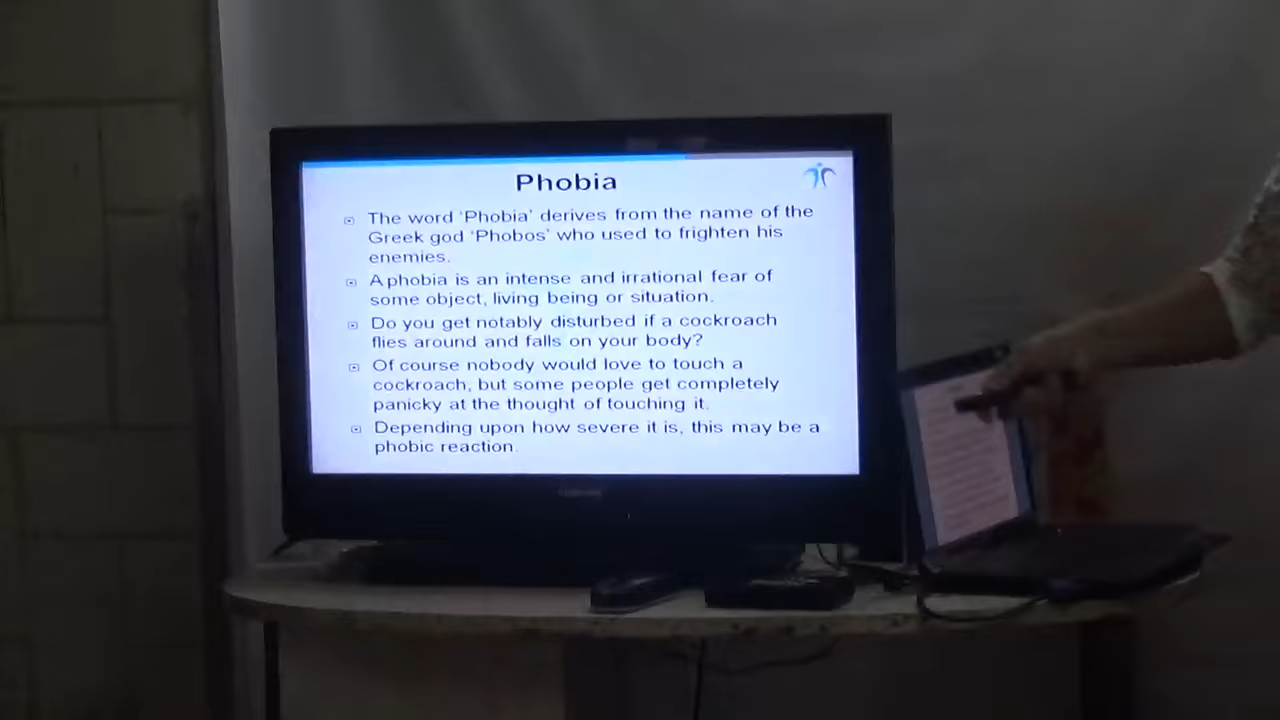 Phobia
The word ‘Phobia’ derives from the name of the
Greek god ‘Phobos’ who used to frighten his
enemies.
A phobia is an intense and irrational fear of
some object, living being or situation.
Do you get notably disturbed if a cockroach
flies around and falls on your body?
Of course nobody would love to touch a
cockroach, but some people get completely
panicky at the thought of touching it.
Depending upon how severe it is, this may be a
phobic reaction.